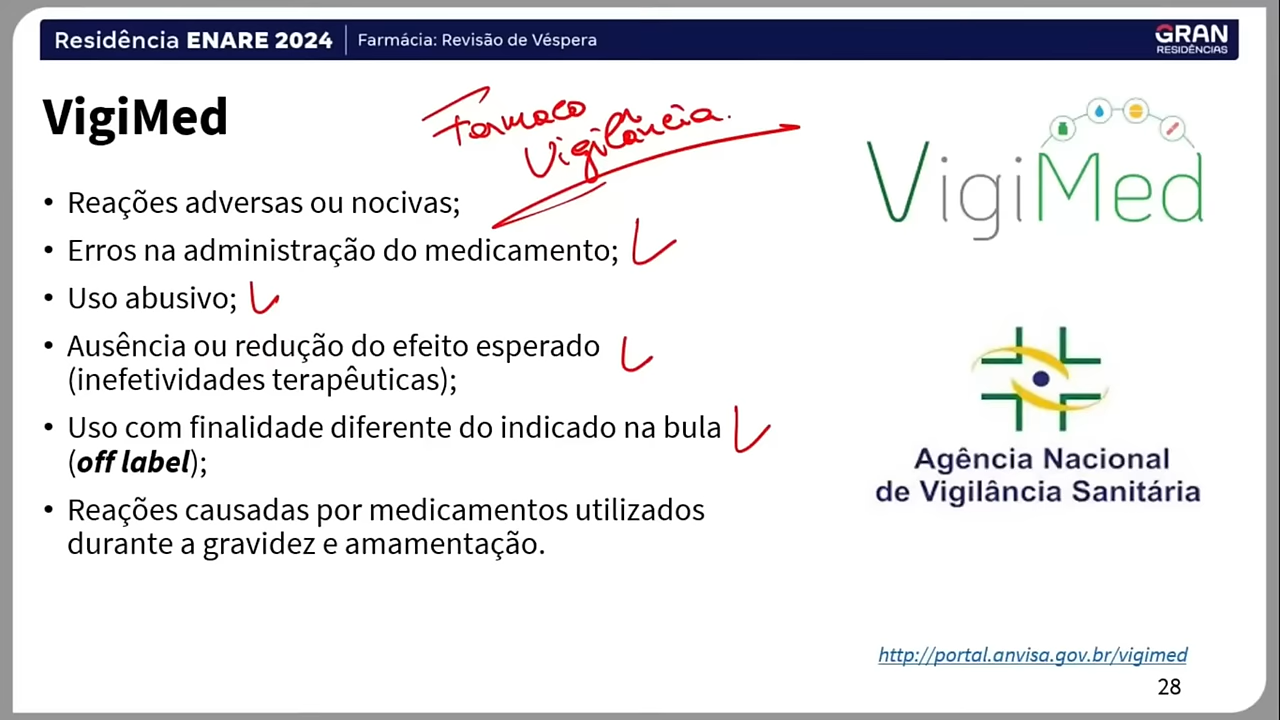 Residência ENARE 2024
Farmácia: Revisão de Véspera
GRAN
RESIDÊNCIAS
VigiMed
Farmaco
Vigilância.
VigiMed
• Reações adversas ou nocivas;
• Erros na administração do medicamento;
• Uso abusivo;
• Ausência ou redução do efeito esperado
(inefetividades terapêuticas);
• Uso com finalidade diferente do indicado na bula
(off label);
• Reações causadas por medicamentos utilizados
durante a gravidez e amamentação.
Agência Nacional
de Vigilância Sanitária
http://portal.anvisa.gov.br/vigimed
28